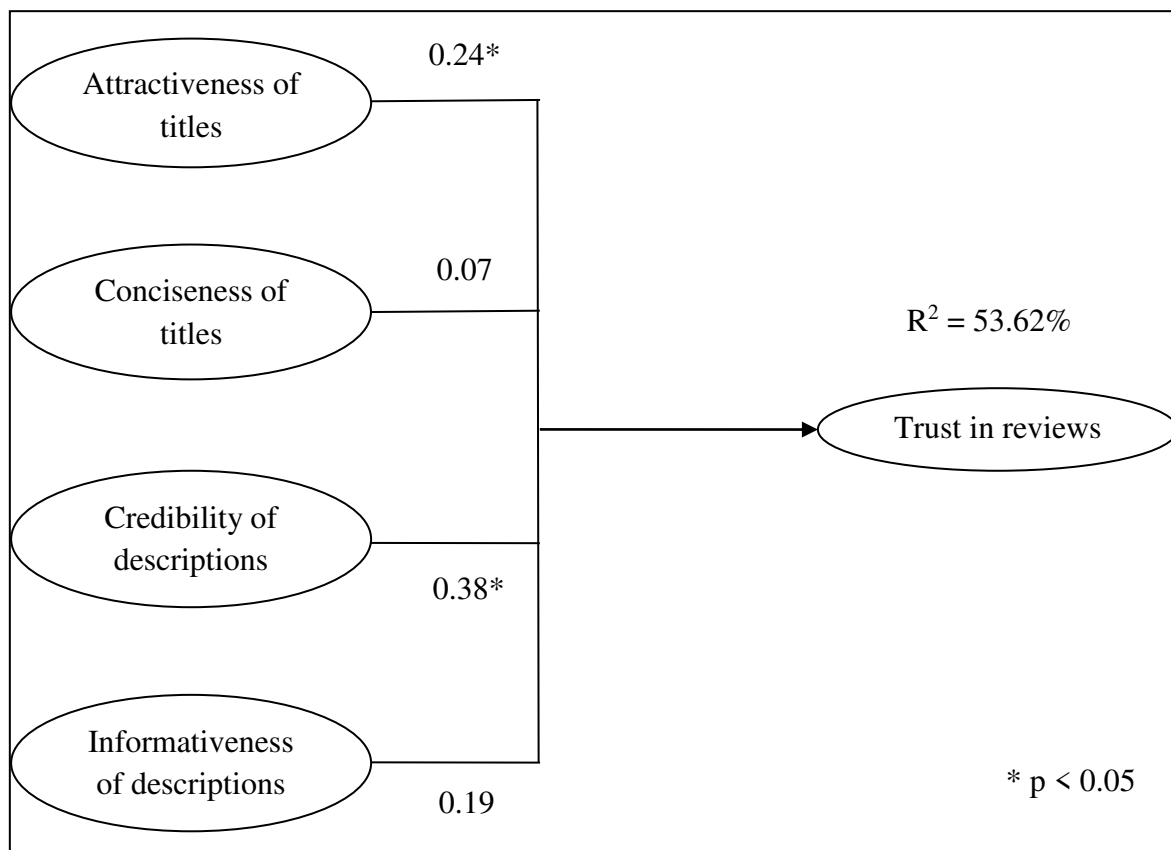 0.24*
Attractiveness of
titles
0.07
Conciseness of
titles
R² = 53.62%
Trust in reviews
Credibility of
descriptions
0.38*
Informativeness
of descriptions
0.19
* p < 0.05